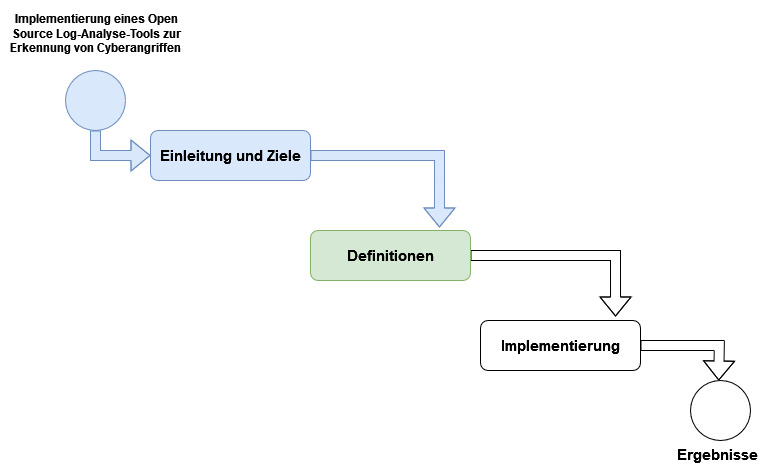 Implementierung eines Open
Source Log-Analyse-Tools zur
Erkennung von Cyberangriffen
Einleitung und Ziele
Definitionen
Implementierung
Ergebnisse